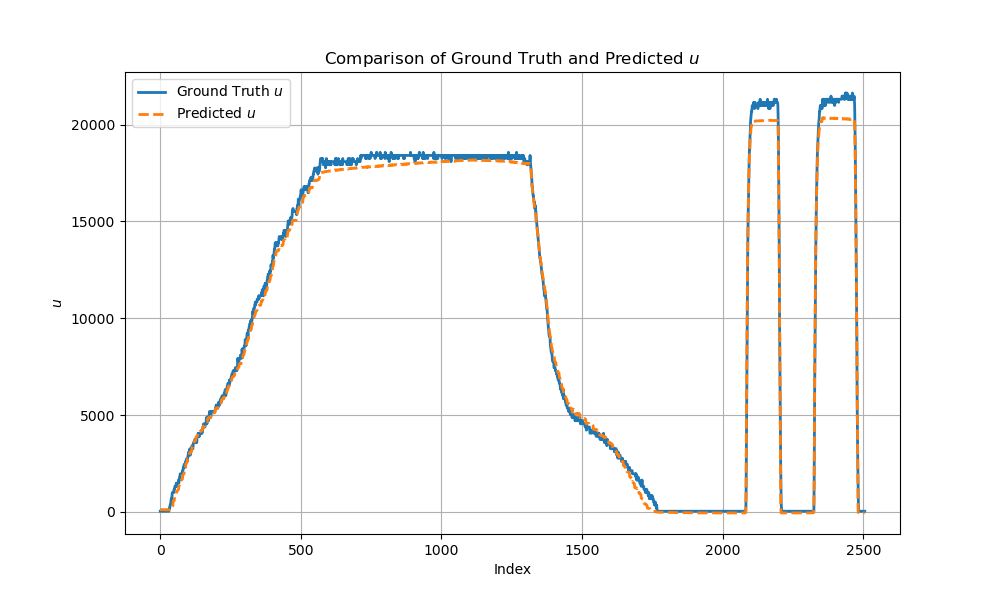 Comparison of Ground Truth and Predicted u
Ground Truth u
Predicted u
20000
15000
10000
5000
0
u
0 500 1000 1500 2000 2500
Index